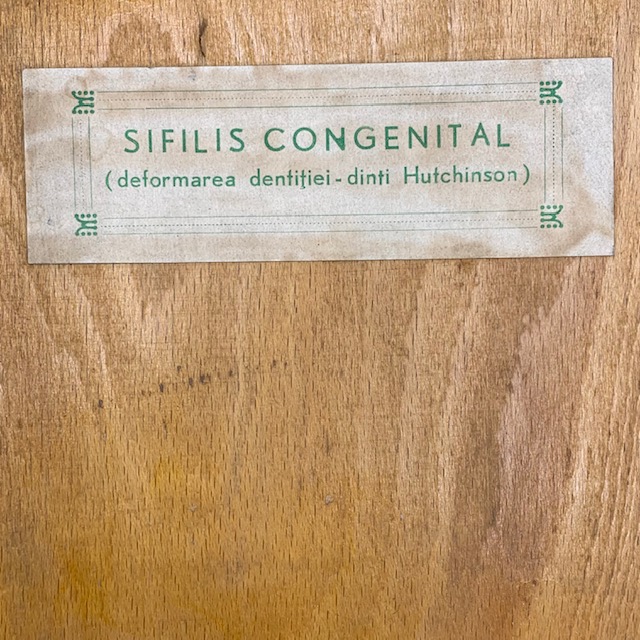 SIFILIS CONGENITAL
(deformarea dentiţiei-dinti Hutchinson)